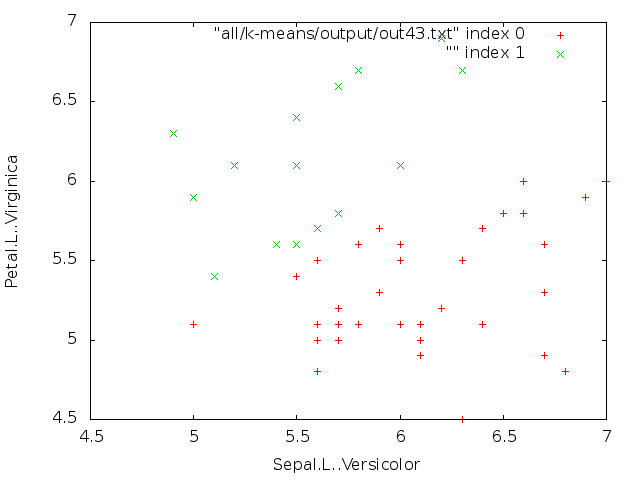 7
"all/k-means/output/out43.txt" index 0
"" index 1
6.5
6
5.5
5
4.5
Petal.L..Virginica
4.5 5 5.5 6 6.5 7
Sepal.L..Versicolor